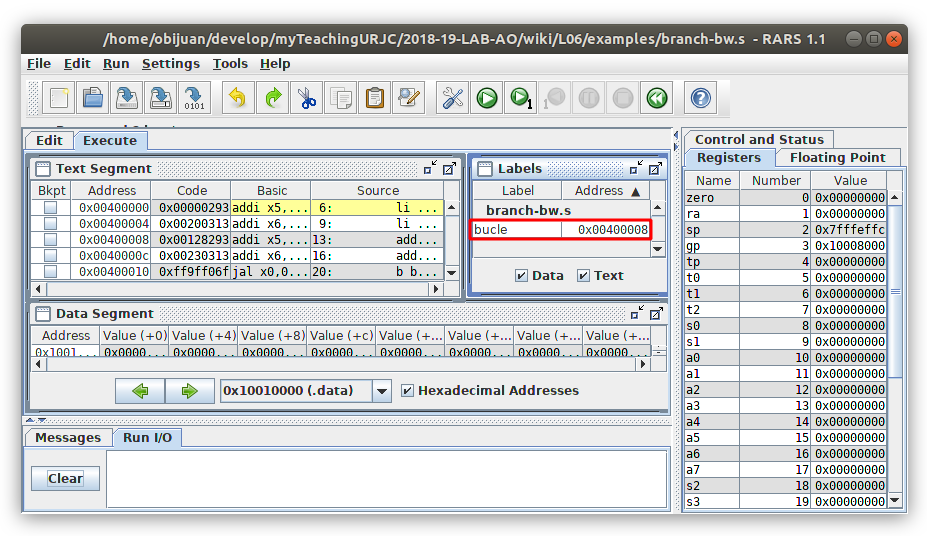 /home/obijuan/develop/myTeachingURJC/2018-19-LAB-AO/wiki/L06/examples/branch-bw.s - RARS 1.1
File Edit Run Settings Tools Help
Edit Execute
Text Segment
Bkpt Address Code Basic Source
0x00400000 0x00000293 addi x5,... 6: li ...
0x00400004 0x00200313 addi x6,... 9: li ...
0x00400008 0x00128293 addi x5,... 13: add...
0x0040000c 0x00230313 addi x6,... 16: add...
0x00400010 0xff9ff06f jal x0,0... 20: b b...
Labels
Label Address ▲
branch-bw.s
bucle 0x00400008
Data Text
Data Segment
Address Value (+0) Value (+4) Value (+8) Value (+c) Value (+... Value (+... Value (+... Value (+...
0x1001... 0x0000... 0x0000... 0x0000... 0x0000... 0x0000... 0x0000... 0x0000... 0x0000...
0x10010000 (.data) Hexadecimal Addresses
Messages Run I/O
Clear
Control and Status
Registers Floating Point
Name Number Value
zero 0 0x00000000
ra 1 0x00000000
sp 2 0x7fffeffc
gp 3 0x10008000
tp 4 0x00000000
t0 5 0x00000000
t1 6 0x00000000
t2 7 0x00000000
s0 8 0x00000000
s1 9 0x00000000
a0 10 0x00000000
a1 11 0x00000000
a2 12 0x00000000
a3 13 0x00000000
a4 14 0x00000000
a5 15 0x00000000
a6 16 0x00000000
a7 17 0x00000000
s2 18 0x00000000
s3 19 0x00000000